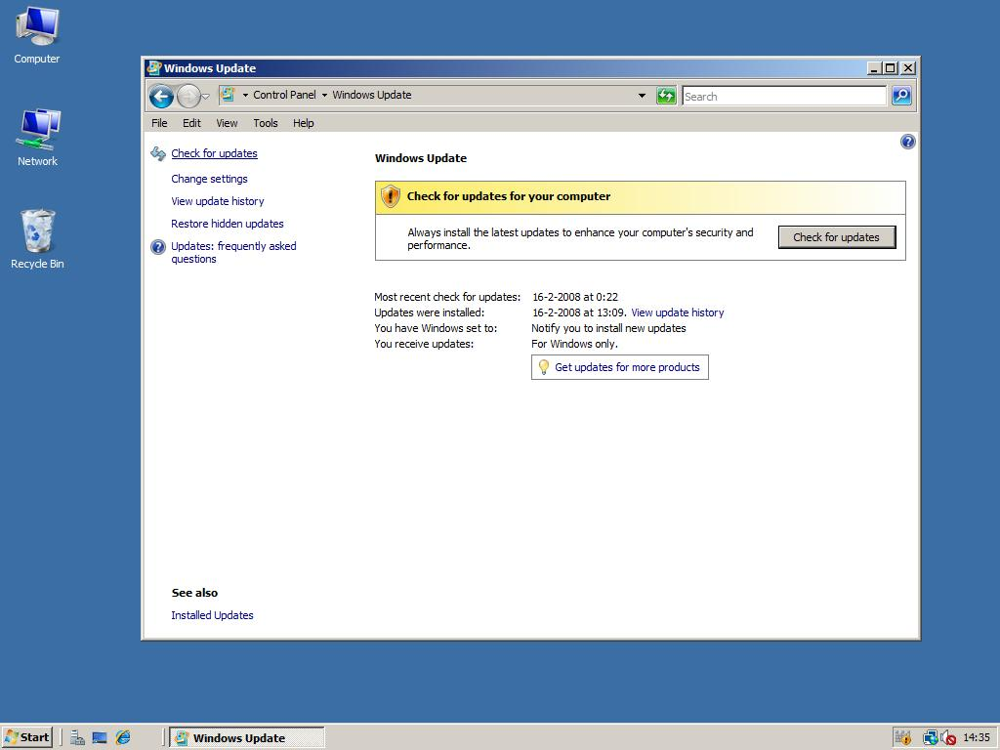 Computer
Network
Recycle Bin
Windows Update
Control Panel
Windows Update
Search
File Edit View Tools Help
Check for updates
Change settings
View update history
Restore hidden updates
Updates: frequently asked
questions
See also
Installed Updates
Windows Update
Check for updates for your computer
Always install the latest updates to enhance your computer's security and
performance.
Check for updates
Most recent check for updates: 16-2-2008 at 0:22
Updates were installed: 16-2-2008 at 13:09. View update history
You have Windows set to: Notify you to install new updates
You receive updates: For Windows only.
Get updates for more products
Start
Windows Update
14:35